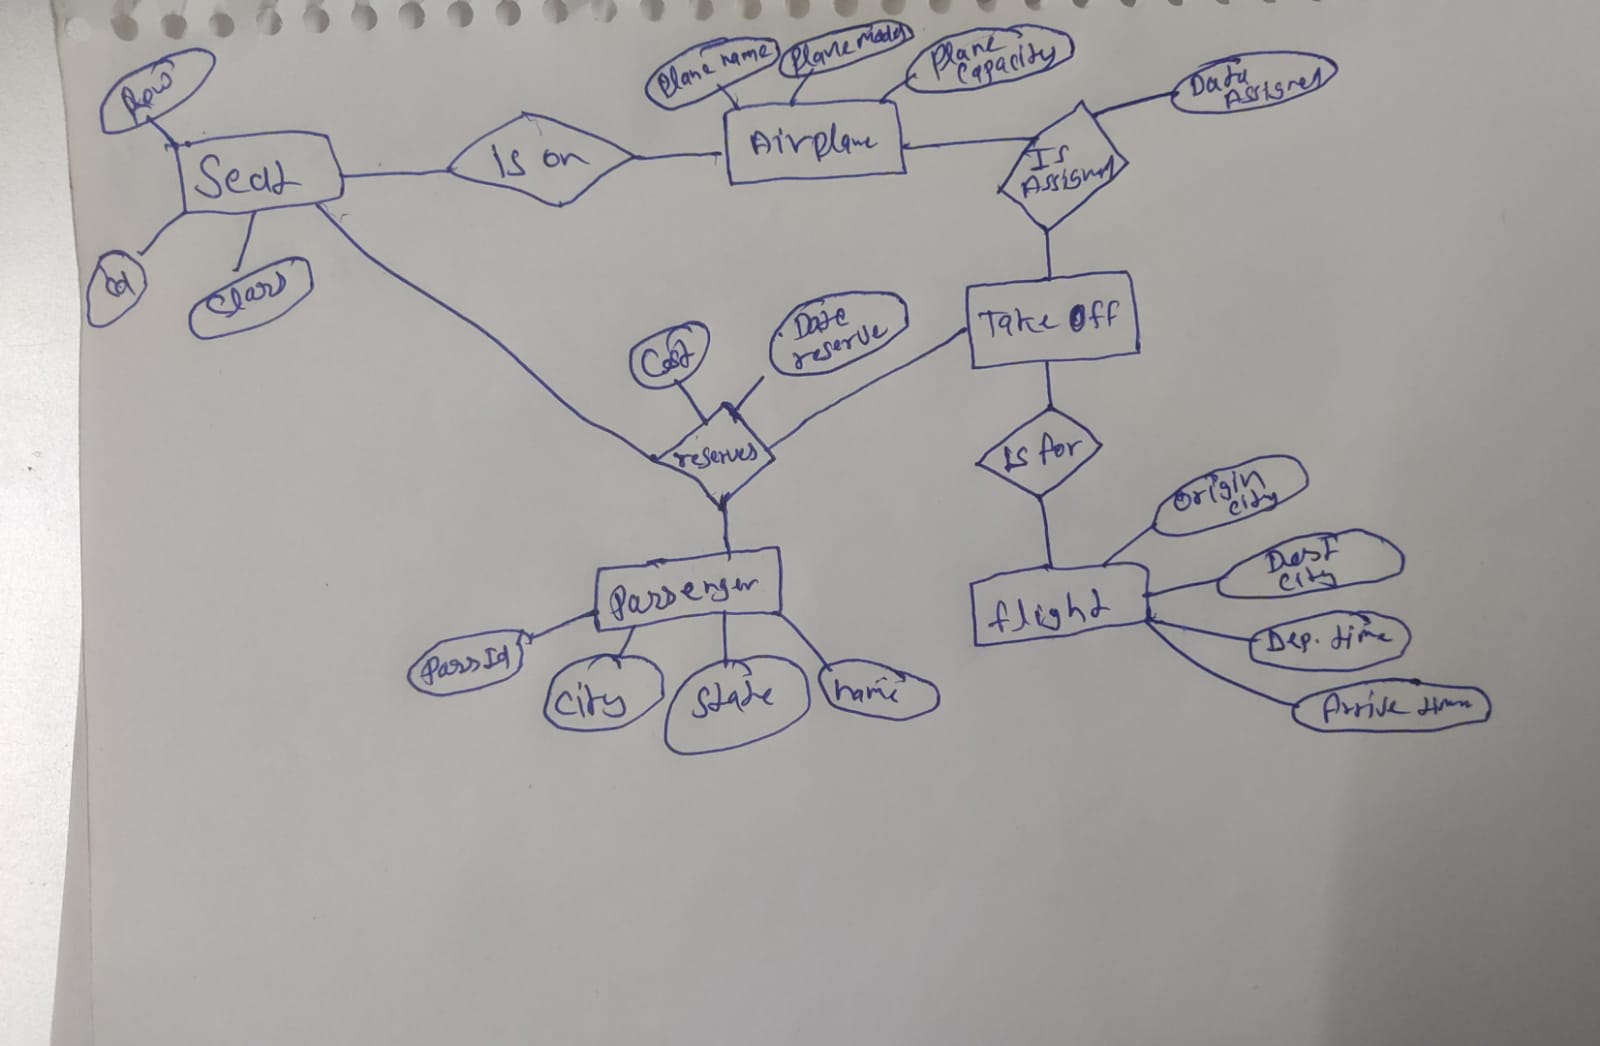 Row
Plane name
Plane model
Plane
Capacity
Data
Assigned
Seat
Is on
Airplane
Is
Assigned
Class
Cost
Date
reserve
Take Off
reserves
Is for
Origin
city
Passenger
flight
Dest
city
Dep. time
Pass Id
City
State
name
Arrive time